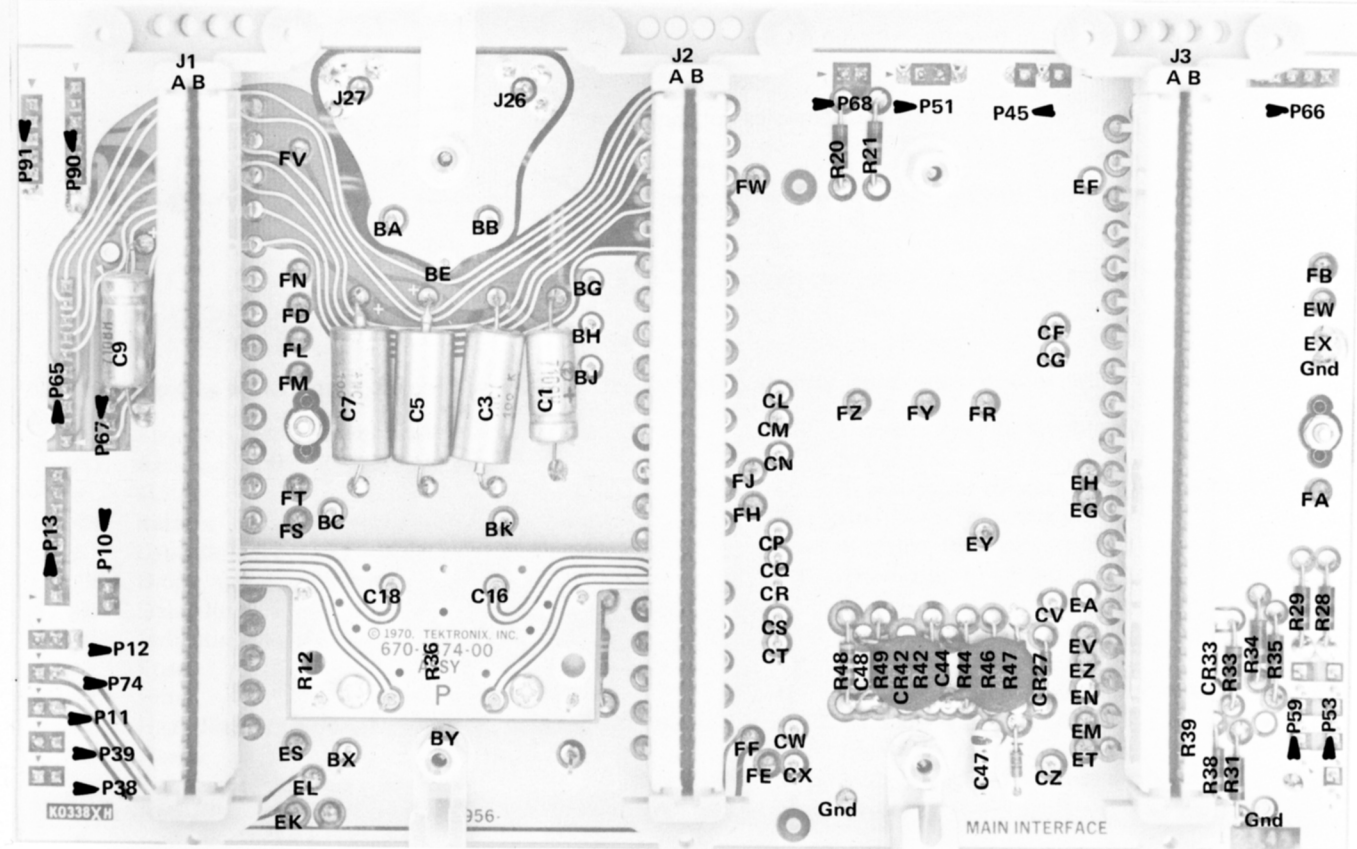 J1
A B
J2
A B
J3
A B
J27
J26
P68
P51
P45
P66
P91
P90
R20
R21
FV
FW
EF
BA
BB
BE
FN
BG
FB
FD
EW
BH
CF
FL
C9
EX
CG
Gnd
FM
BJ
P65
C7
C5
C3
C1
CL
FZ
FY
FR
P67
CM
CN
FJ
EH
FT
FA
BC
FH
EG
FS
BK
P13
P10
CP
EY
CQ
C18
C16
CR
CV
EA
R29
R28
© 1970, TEKTRONIX, INC.
CS
P12
CT
R12
R36
P
R48
C48
R49
CR42
R42
C44
R44
R46
R47
CR27
EV
EZ
EN
CR33
R33
R34
R35
P74
P11
P39
P38
ES
BX
BY
FF
CW
EM
FE
CX
ET
C47
CZ
R39
R38
R31
P59
P53
EL
EK
K0338XH
956-
Gnd
MAIN INTERFACE
Gnd